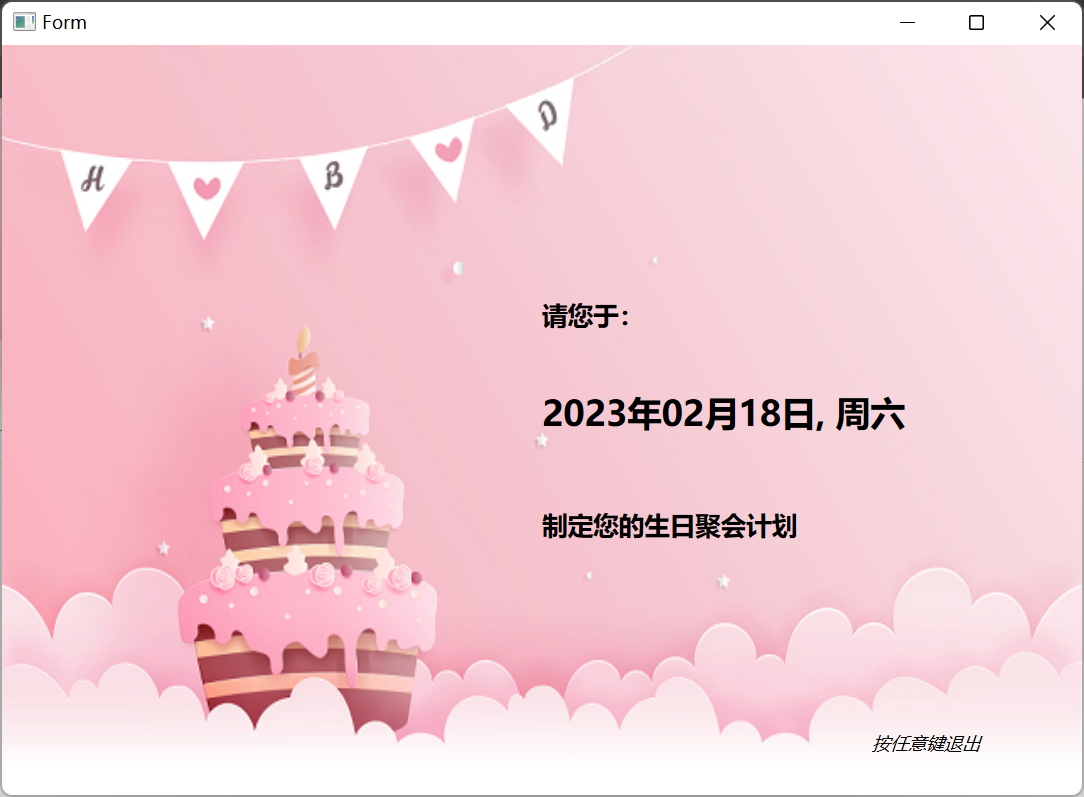 Form
H B D
请您于：
2023年02月18日, 周六
制定您的生日聚会计划
按任意键退出